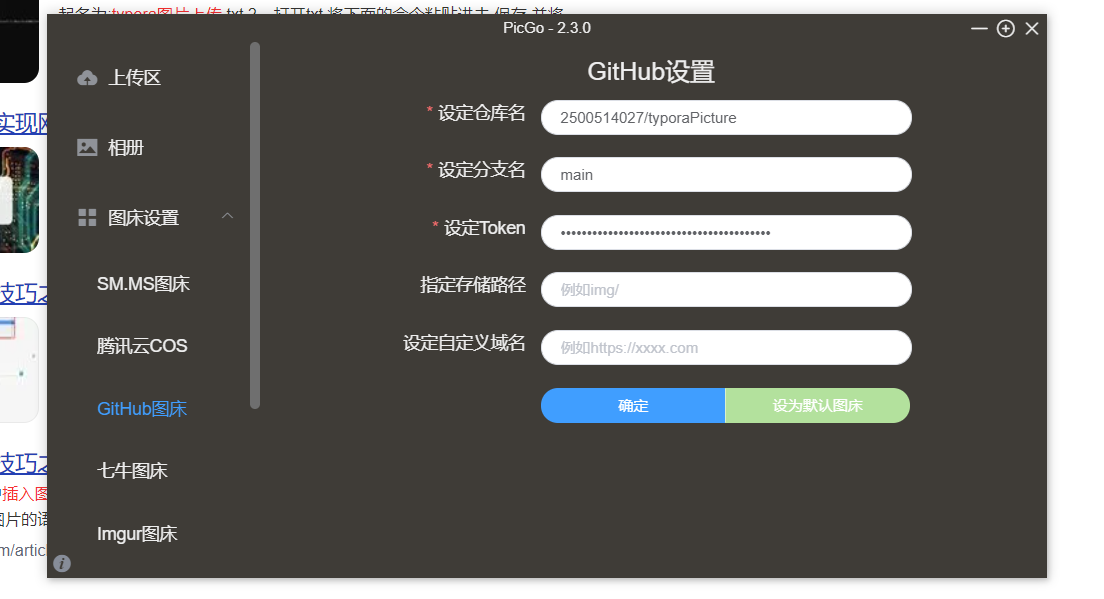 起名为:typora图片上传.txt 2、打开txt,将下面的命令粘贴进去,保存,并将
PicGo - 2.3.0
实现网
技巧之
技巧之
插入图
图片的语
m/artic
上传区
相册
图床设置
SM.MS图床
腾讯云COS
GitHub图床
七牛图床
Imgur图床
GitHub设置
* 设定仓库名
2500514027/typoraPicture
* 设定分支名
main
* 设定Token
••••••••••••••••••••••••••••••••••••••••
指定存储路径
例如img/
设定自定义域名
例如https://xxxx.com
确定
设为默认图床